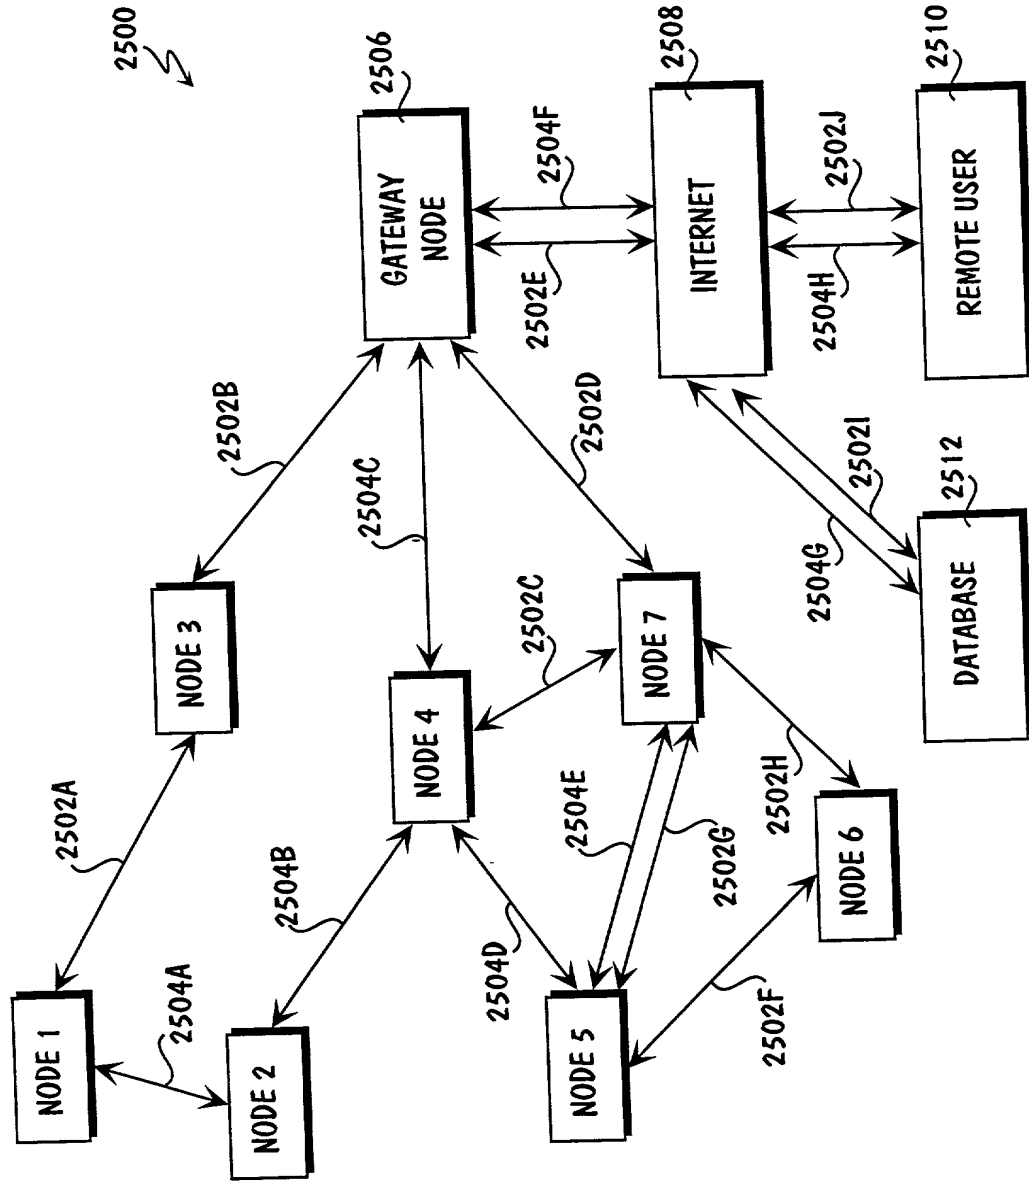 2500
GATEWAY
NODE
2506
2504F
2502E
INTERNET
2508
2502J
2504H
REMOTE USER
2510
2502B
2504C
2502D
2504G
2502I
DATABASE
2512
NODE 3
2502A
NODE 4
2502C
NODE 7
2504E
2502G
2502H
NODE 6
NODE 1
2504A
NODE 2
2504B
2504D
NODE 5
2502F